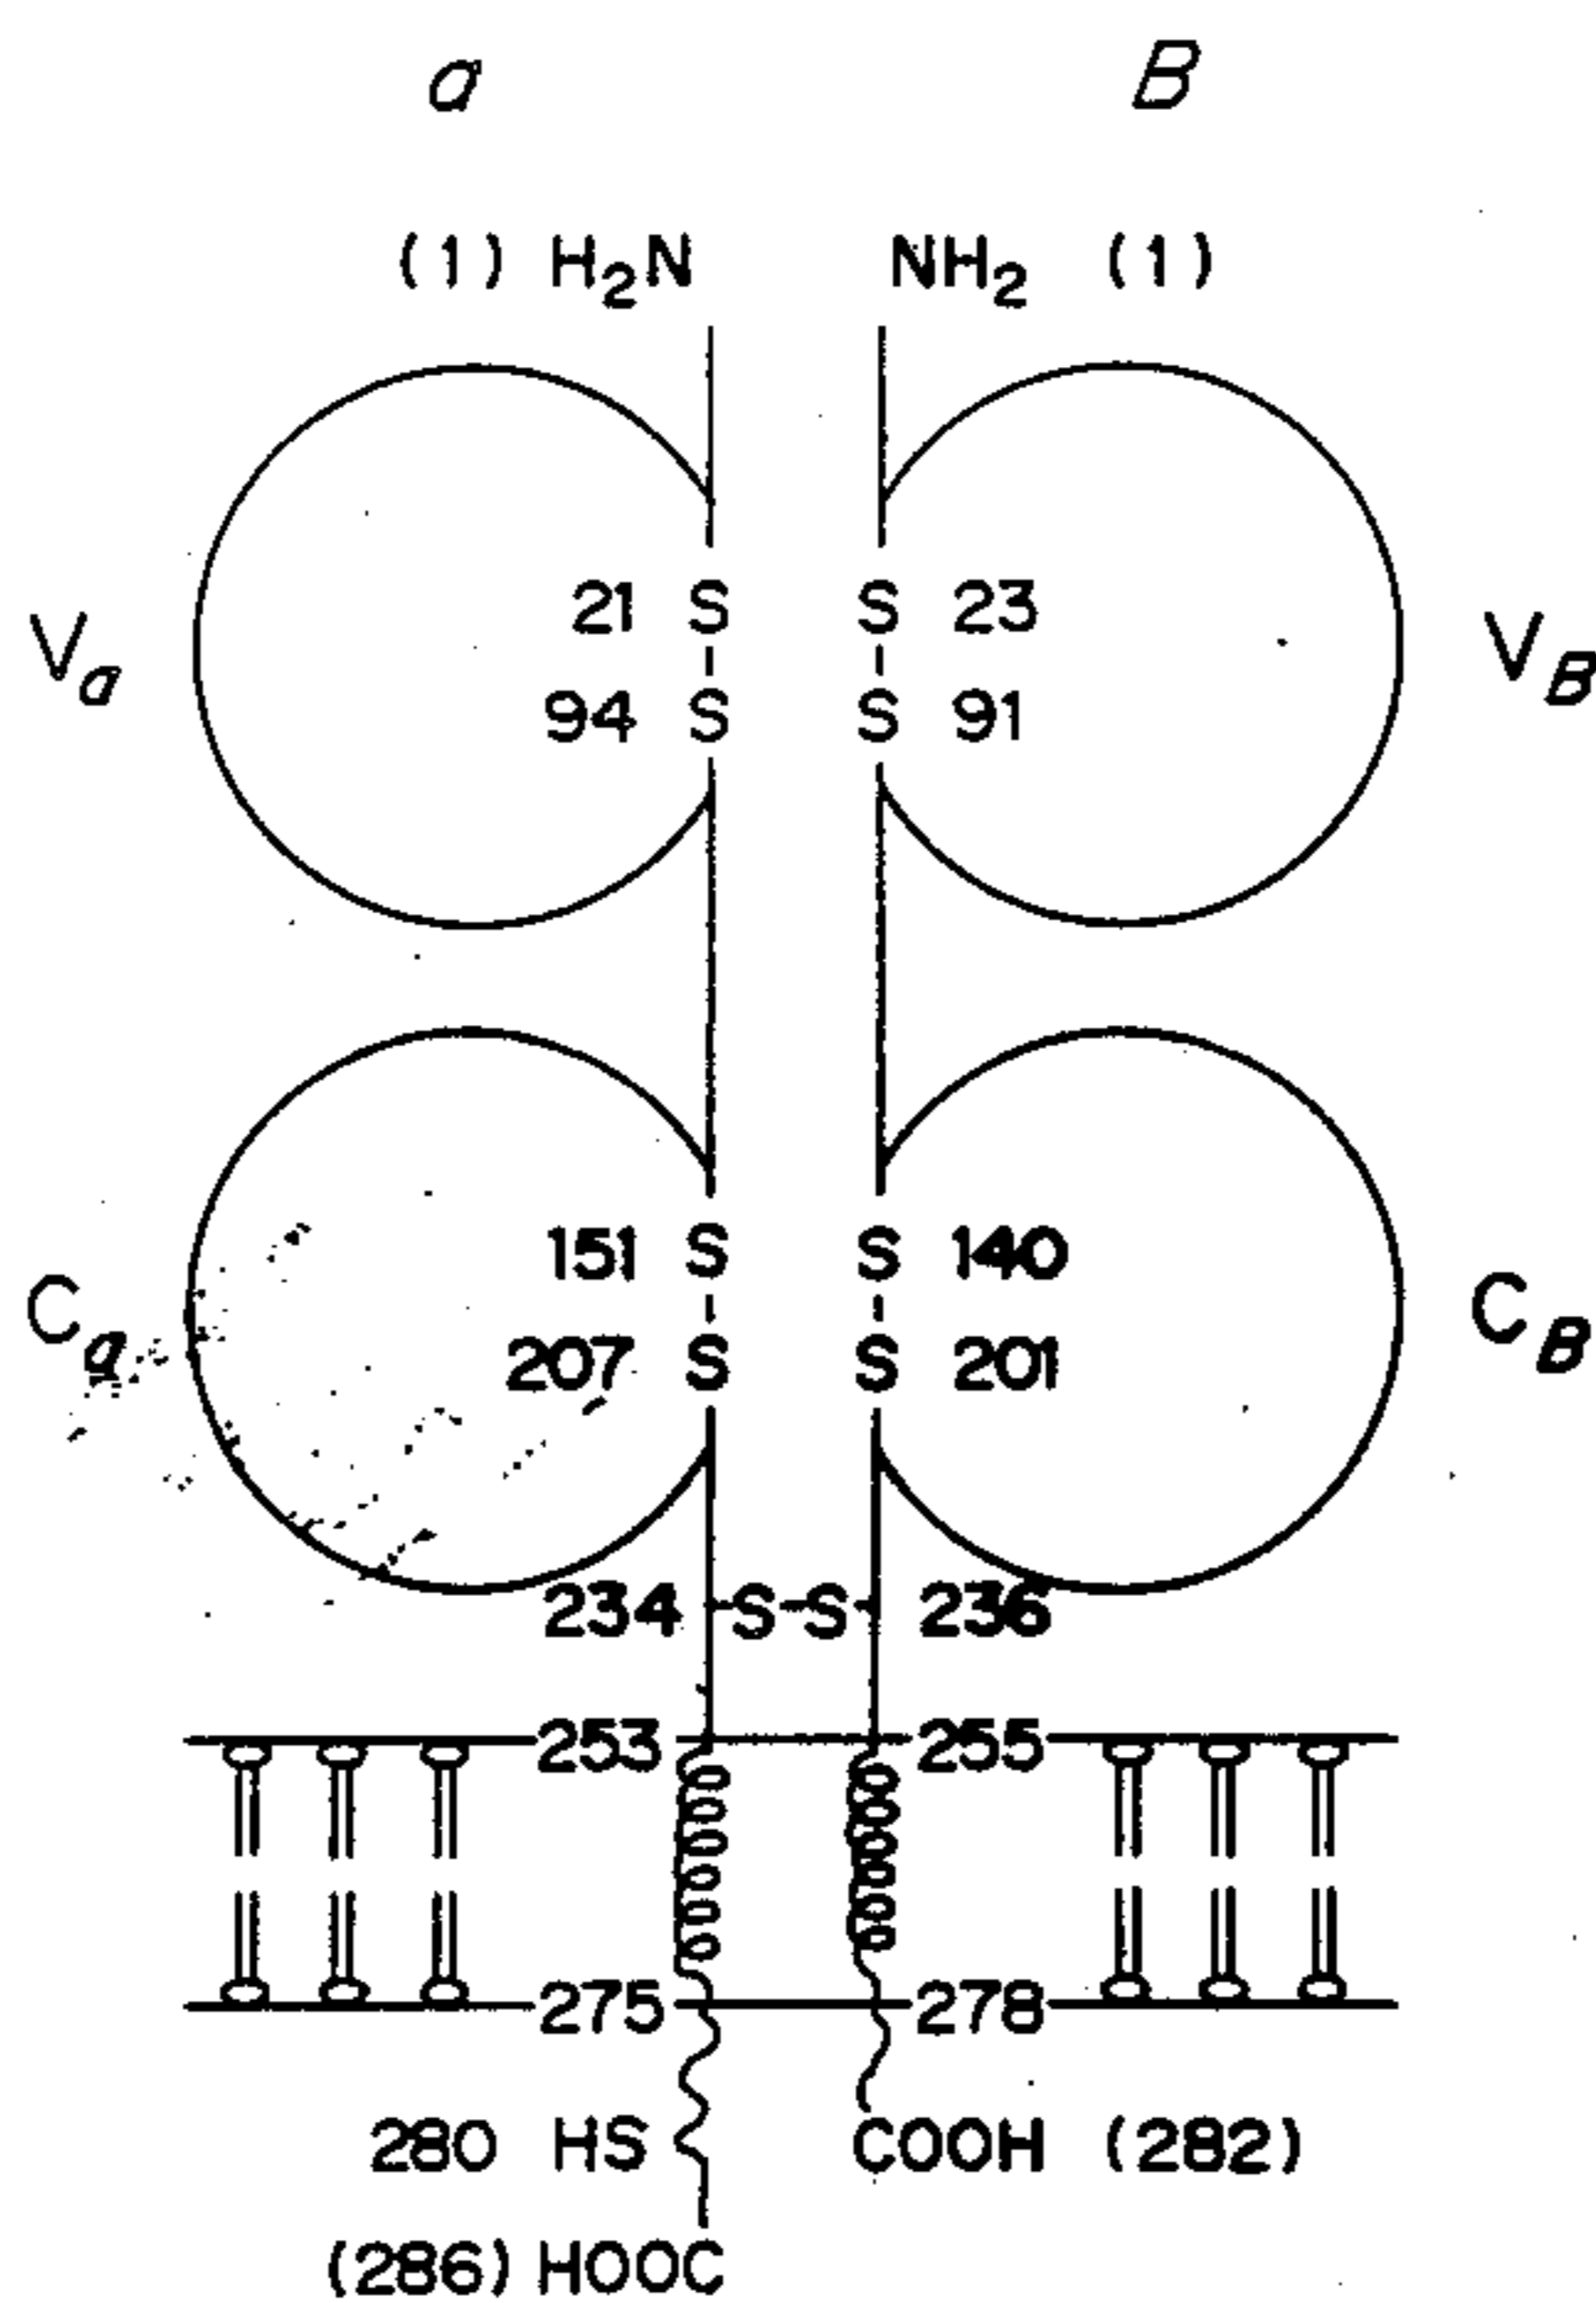 a B
(1) H₂N NH₂ (1)
21 S S 23
Va VB
94 S S 91
151 S S 140
Ca CB
207 S S 201
234 -S-S- 236
253 255
275 278
280 HS COOH (282)
(286) HOOC